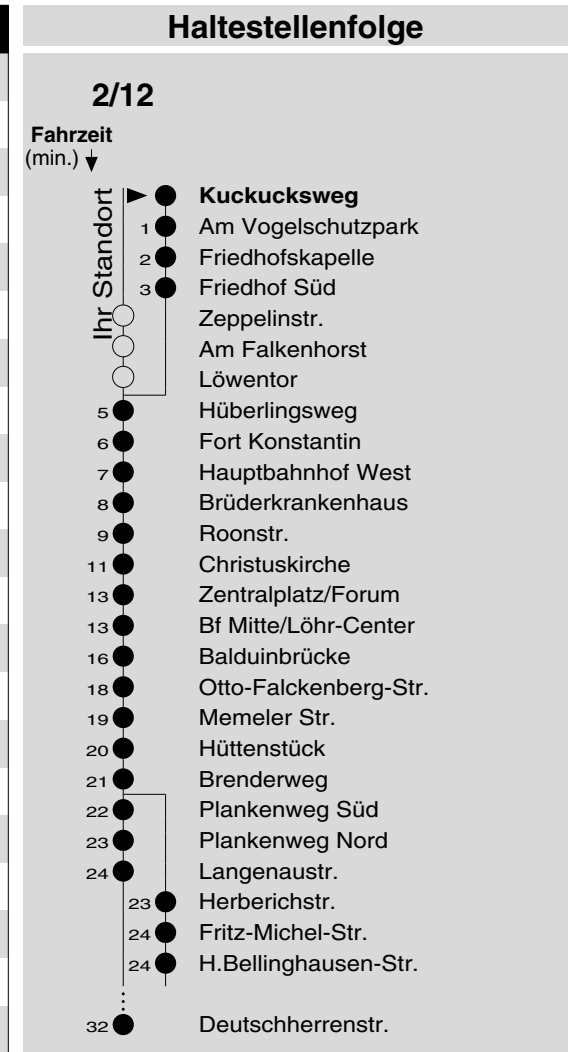 Haltestellenfolge
2/12
Fahrzeit
(min.)
Ihr Standort
Kuckucksweg
1 Am Vogelschutzpark
2 Friedhofskapelle
3 Friedhof Süd
Zeppelinstr.
Am Falkenhorst
Löwentor
5 Hüberlingsweg
6 Fort Konstantin
7 Hauptbahnhof West
8 Brüderkrankenhaus
9 Roonstr.
11 Christuskirche
13 Zentralplatz/Forum
13 Bf Mitte/Löhr-Center
16 Balduinbrücke
18 Otto-Falckenberg-Str.
19 Memeler Str.
20 Hüttenstück
21 Brenderweg
22 Plankenweg Süd
23 Plankenweg Nord
24 Langenaustr.
23 Herberichstr.
24 Fritz-Michel-Str.
24 H.Bellinghausen-Str.
32 Deutschherrenstr.